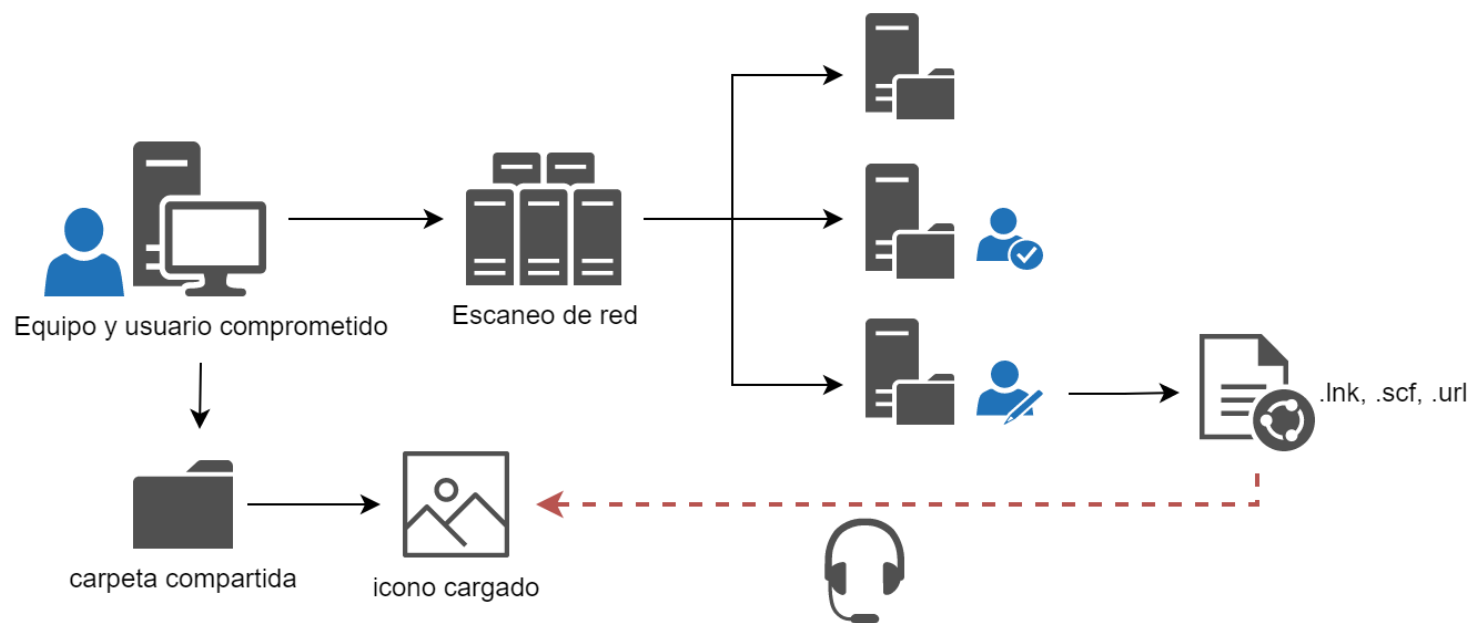 Equipo y usuario comprometido
Escaneo de red
.lnk, .scf, .url
carpeta compartida
icono cargado